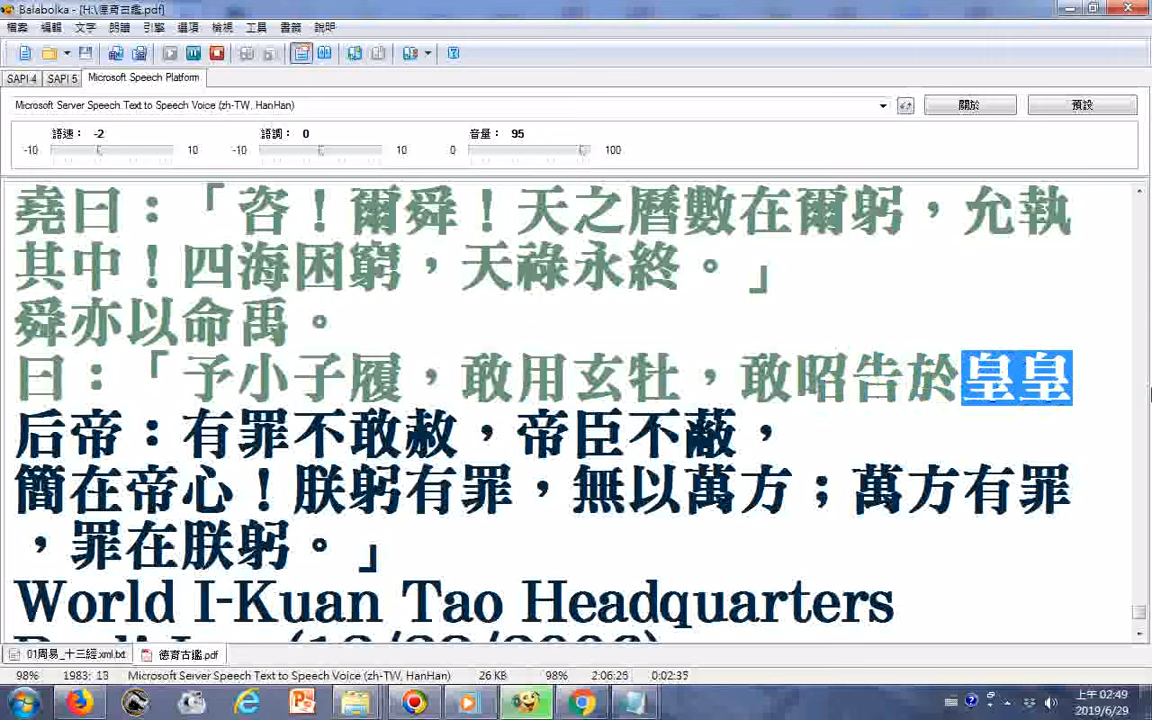 Balabolka - [H:\德育古鑑.pdf]
檔案 編輯 文字 朗讀 引擎 選項 檢視 工具 書籤 說明
SAPI 4 SAPI 5 Microsoft Speech Platform
Microsoft Server Speech Text to Speech Voice (zh-TW, HanHan) 關於 預設
語速： -2 語調： 0 音量： 95
-10 10 -10 10 0 100
堯曰：「咨！爾舜！天之曆數在爾躬，允執
其中！四海困窮，天祿永終。」
舜亦以命禹。
曰：「予小子履，敢用玄牡，敢昭告於皇皇
后帝：有罪不敢赦，帝臣不蔽，
簡在帝心！朕躬有罪，無以萬方；萬方有罪
，罪在朕躬。」
World I-Kuan Tao Headquarters
01周易_十三經.xml.txt 德育古鑑.pdf
98% 1983: 13 Microsoft Server Speech Text to Speech Voice (zh-TW, HanHan) 26 KB 98% 2:06:25 0:02:35
上午 02:49
2019/6/29